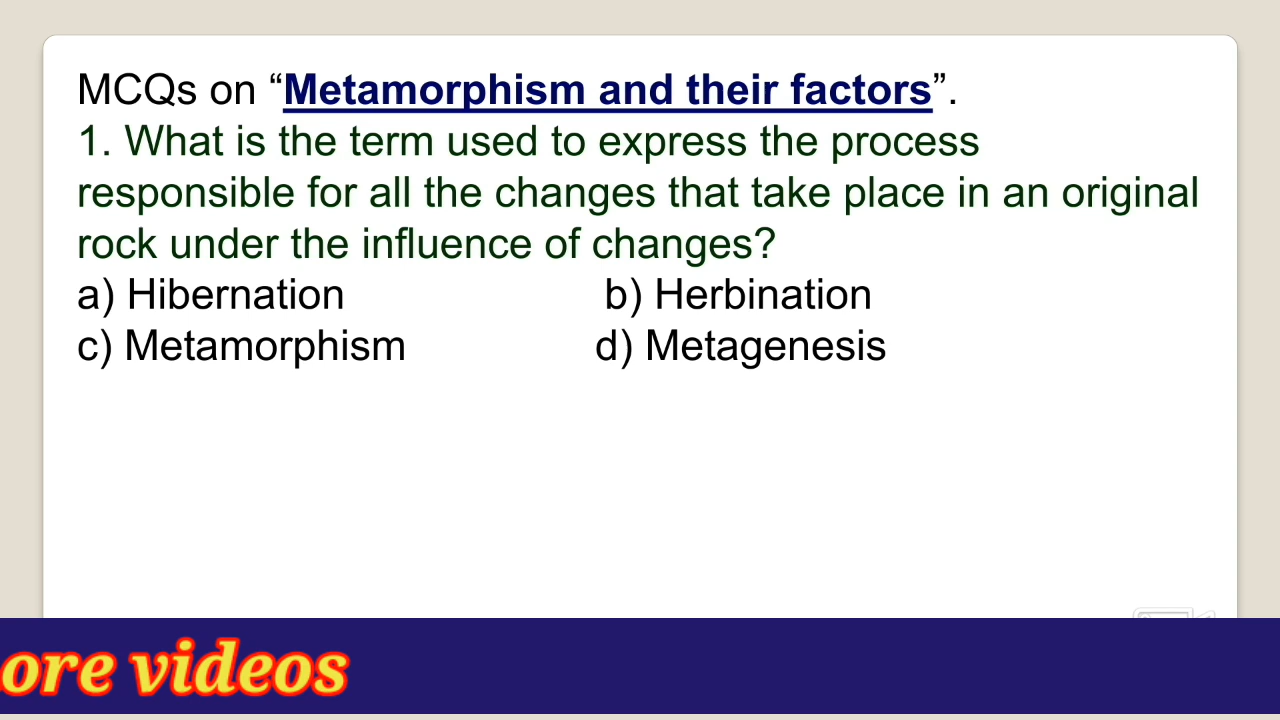 MCQs on “Metamorphism and their factors”.
1. What is the term used to express the process
responsible for all the changes that take place in an original
rock under the influence of changes?
a) Hibernation b) Herbination
c) Metamorphism d) Metagenesis
ore videos